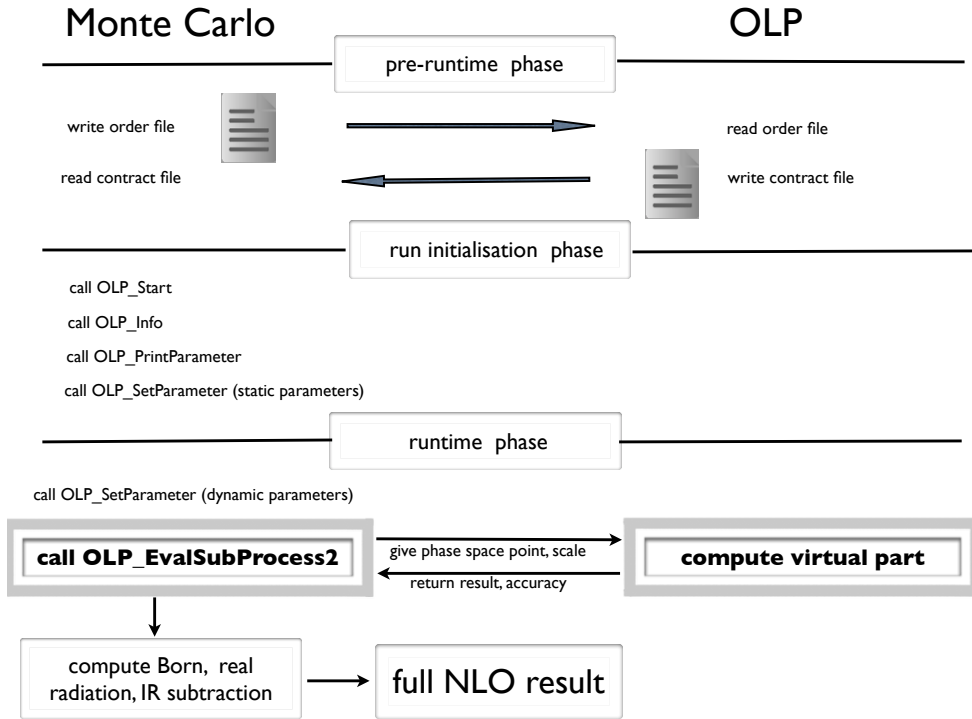 Monte Carlo
OLP
pre-runtime phase
write order file
read order file
read contract file
write contract file
run initialisation phase
call OLP_Start
call OLP_Info
call OLP_PrintParameter
call OLP_SetParameter (static parameters)
runtime phase
call OLP_SetParameter (dynamic parameters)
call OLP_EvalSubProcess2
give phase space point, scale
return result, accuracy
compute virtual part
compute Born, real
radiation, IR subtraction
full NLO result